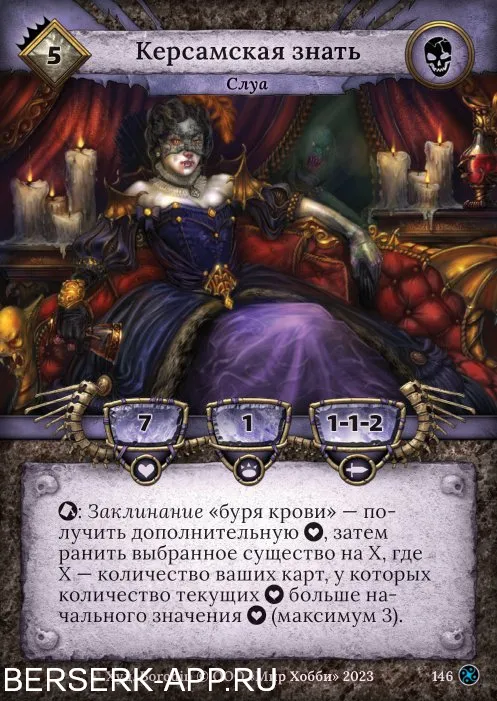 5
Керсамская знать
Слуа
7
1
1-1-2
: Заклинание «буря крови» — по-
лучить дополнительную , затем
ранить выбранное существо на X, где
X — количество ваших карт, у которых
количество текущих больше на-
чального значения (максимум 3).
Мир Хобби» 2023
146
BERSERK-APP.РУ